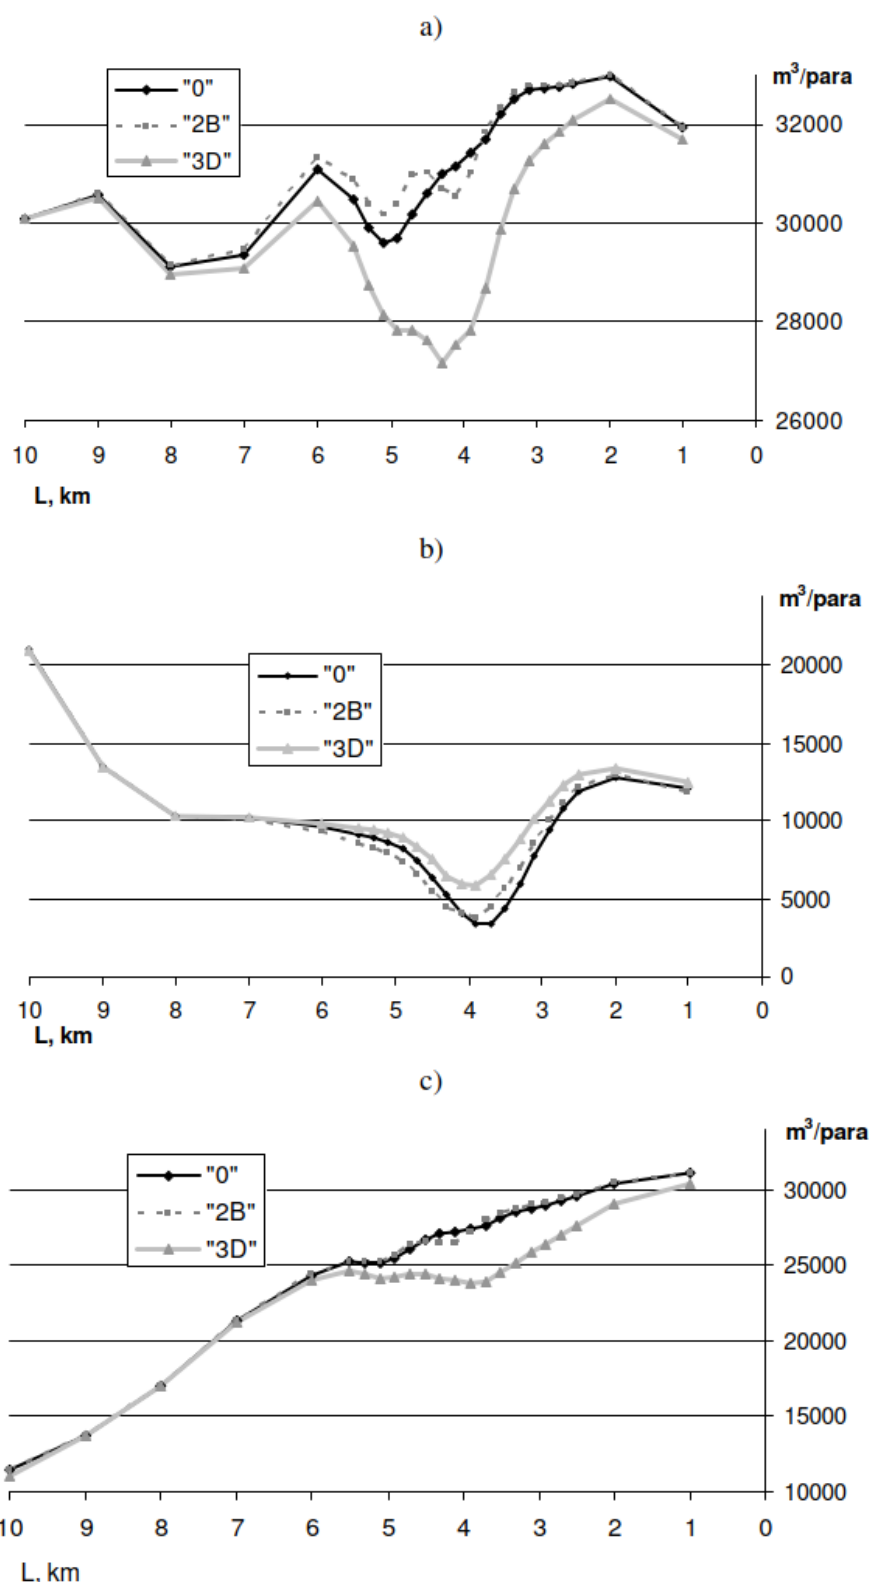 a)
m³/para
"0"
"2B"
"3D"
32000
30000
28000
26000
10 9 8 7 6 5 4 3 2 1 0
L, km
b)
m³/para
"0"
"2B"
"3D"
20000
15000
10000
5000
0
10 9 8 7 6 5 4 3 2 1 0
L, km
c)
m³/para
"0"
"2B"
"3D"
30000
25000
20000
15000
10000
10 9 8 7 6 5 4 3 2 1 0
L, km